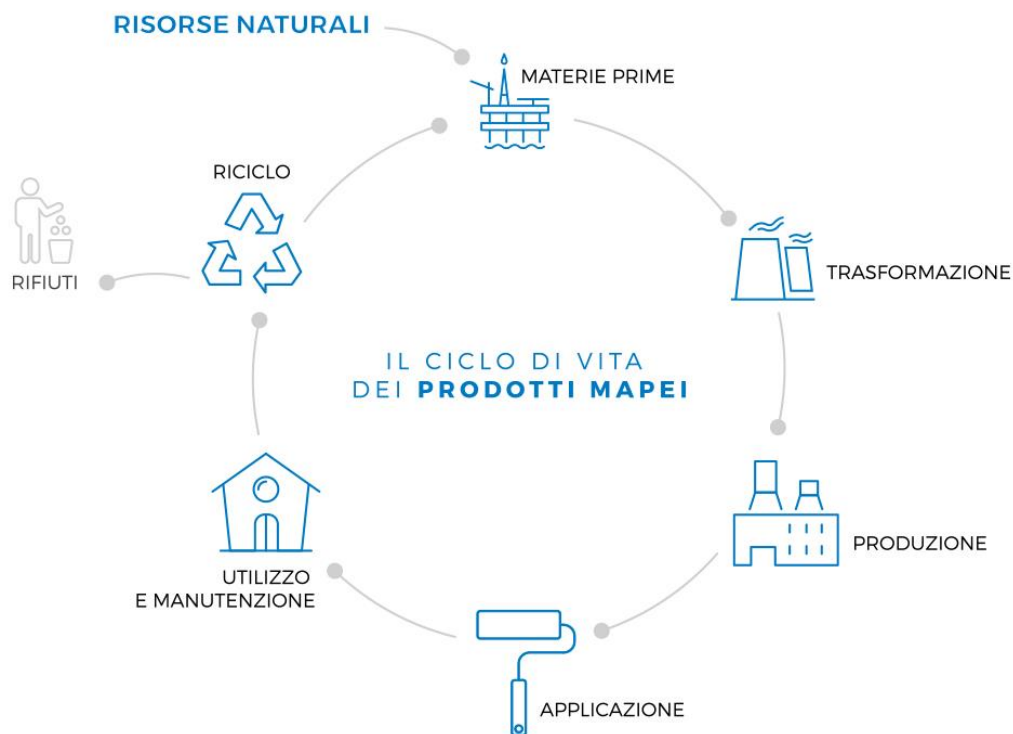 RISORSE NATURALI
MATERIE PRIME
RICICLO
RIFIUTI
TRASFORMAZIONE
IL CICLO DI VITA
DEI PRODOTTI MAPEI
PRODUZIONE
UTILIZZO
E MANUTENZIONE
APPLICAZIONE